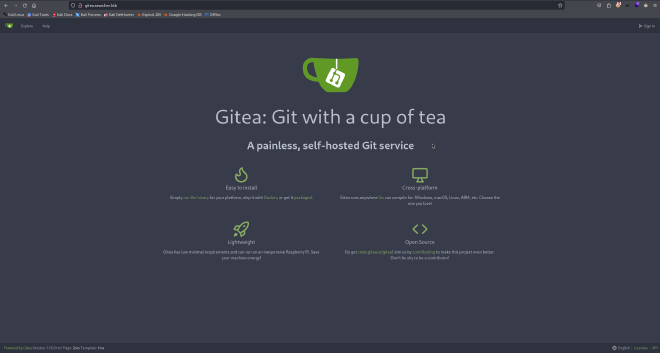 gitea.searcher.htb
Kali Linux Kali Tools Kali Docs Kali Forums Kali NetHunter Exploit-DB Google Hacking DB OffSec
Explore Help Sign In
Gitea: Git with a cup of tea
A painless, self-hosted Git service
Easy to install
Simply run the binary for your platform, ship it with Docker, or get it packaged.
Cross-platform
Gitea runs anywhere Go can compile for: Windows, macOS, Linux, ARM, etc. Choose the one you love!
Lightweight
Gitea has low minimal requirements and can run on an inexpensive Raspberry Pi. Save your machine energy!
Open Source
Go get code.gitea.io/gitea! Join us by contributing to make this project even better. Don't be shy to be a contributor!
Powered by Gitea Version: Page: Template:
English Licenses API